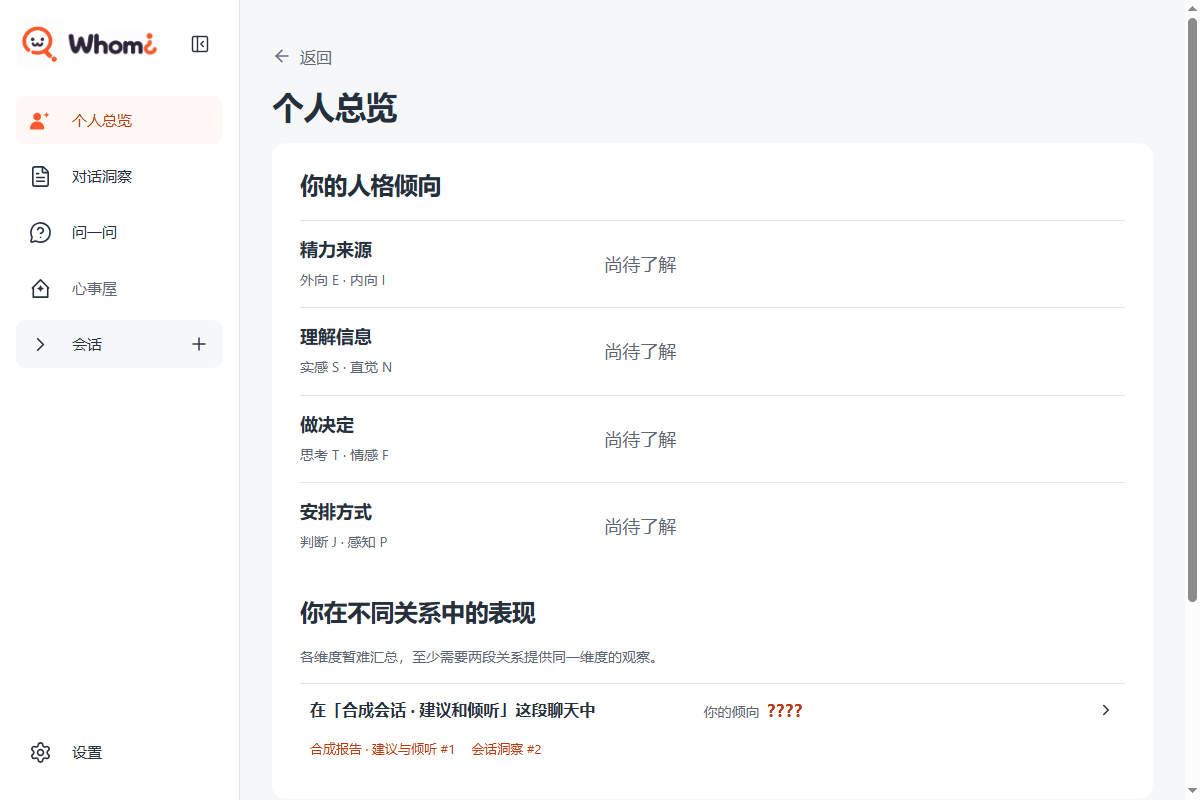 Whomi
个人总览
对话洞察
问一问
心事屋
会话
设置
返回
个人总览
你的人格倾向
精力来源
外向 E · 内向 I
尚待了解
理解信息
实感 S · 直觉 N
尚待了解
做决定
思考 T · 情感 F
尚待了解
安排方式
判断 J · 感知 P
尚待了解
你在不同关系中的表现
各维度暂难汇总，至少需要两段关系提供同一维度的观察。
在「合成会话 · 建议和倾听」这段聊天中
你的倾向 ????
合成报告 · 建议与倾听 #1 会话洞察 #2